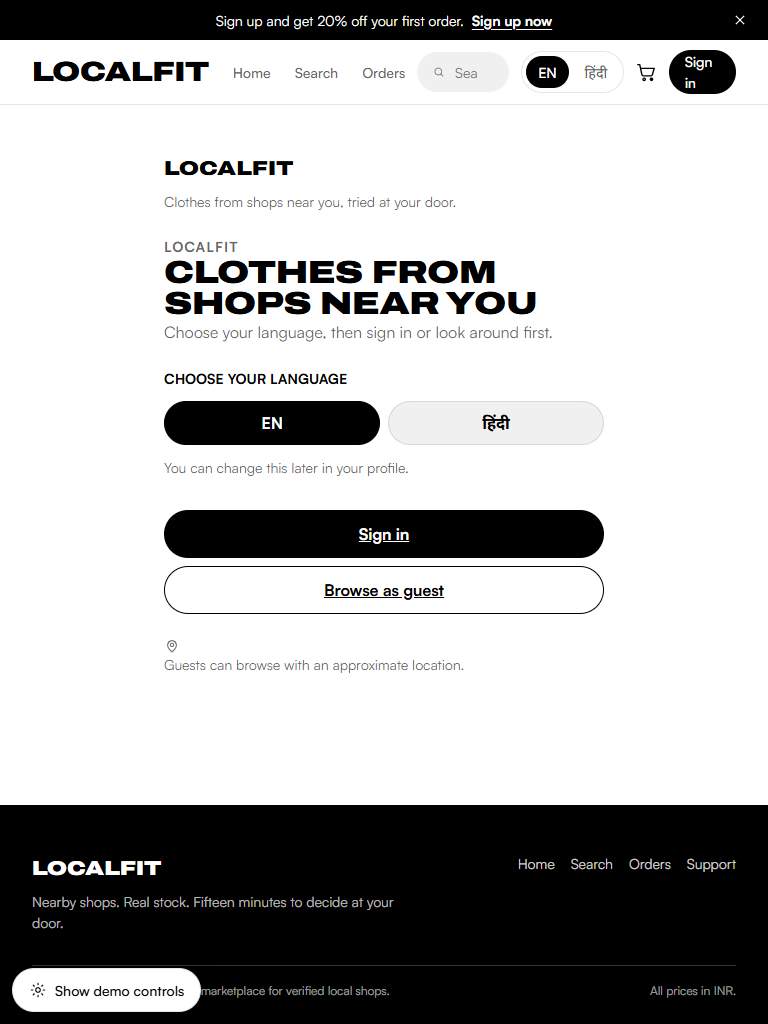 Sign up and get 20% off your first order. Sign up now
LOCALFIT
Home Search Orders
Sea
EN हिंदी
Sign
in
LOCALFIT
Clothes from shops near you, tried at your door.
LOCALFIT
CLOTHES FROM
SHOPS NEAR YOU
Choose your language, then sign in or look around first.
CHOOSE YOUR LANGUAGE
EN हिंदी
You can change this later in your profile.
Sign in
Browse as guest
Guests can browse with an approximate location.
LOCALFIT
Home Search Orders Support
Nearby shops. Real stock. Fifteen minutes to decide at your
door.
Show demo controls
marketplace for verified local shops.
All prices in INR.